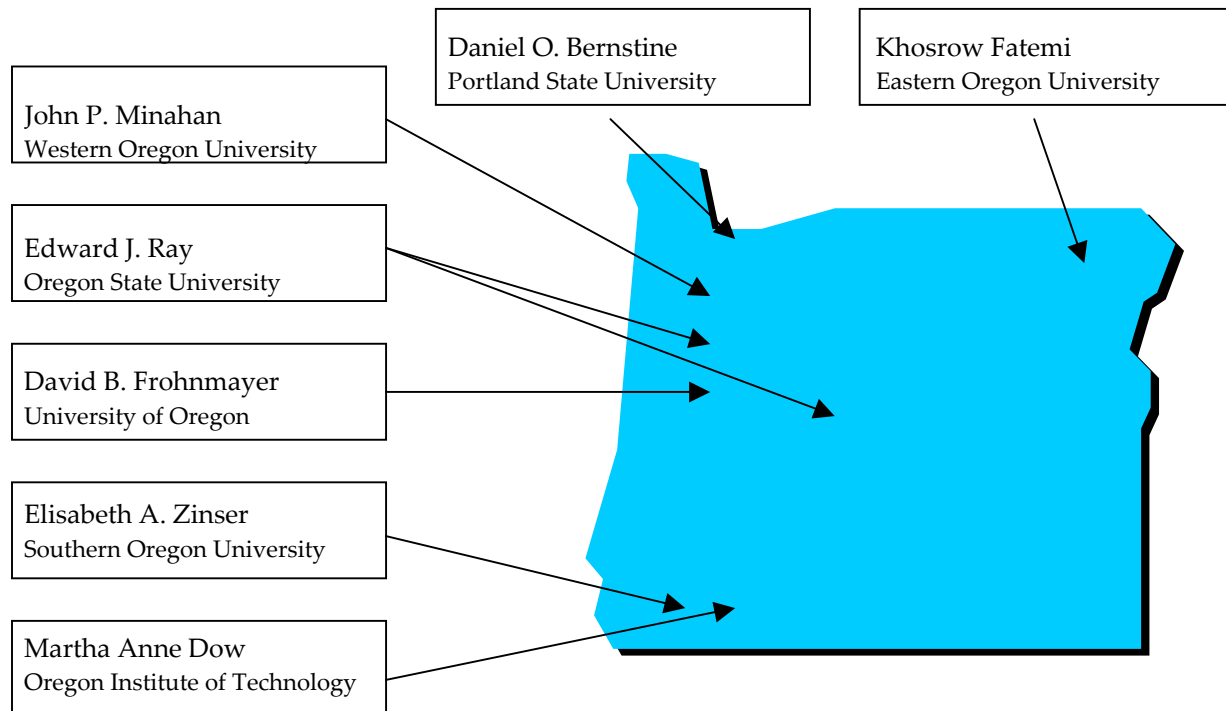 Daniel O. Bernstine
Portland State University
Khosrow Fatemi
Eastern Oregon University
John P. Minahan
Western Oregon University
Edward J. Ray
Oregon State University
David B. Frohnmayer
University of Oregon
Elisabeth A. Zinser
Southern Oregon University
Martha Anne Dow
Oregon Institute of Technology